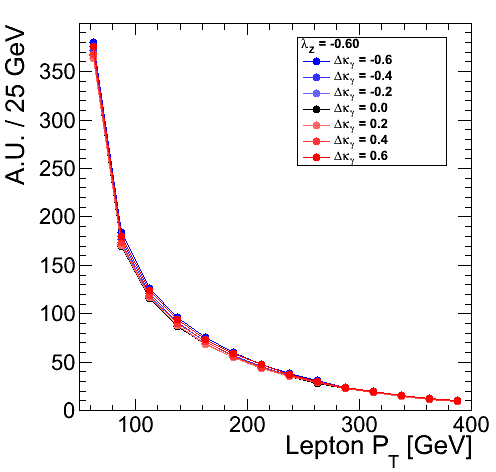 A.U. / 25 GeV
350
300
250
200
150
100
50
0
λZ = -0.60
Δκγ = -0.6
Δκγ = -0.4
Δκγ = -0.2
Δκγ = 0.0
Δκγ = 0.2
Δκγ = 0.4
Δκγ = 0.6
100 200 300 400
Lepton PT [GeV]